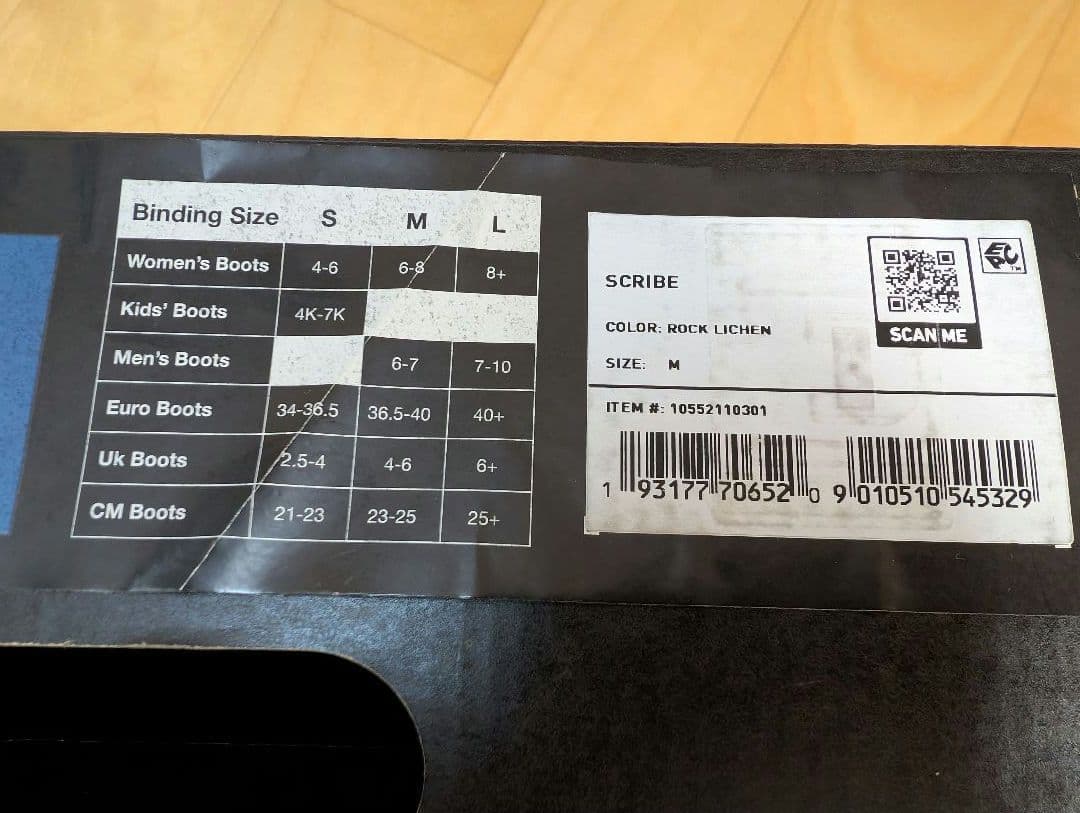 Binding Size S M L
Women's Boots 4-6 6-8 8+
Kids' Boots 4K-7K
Men's Boots 6-7 7-10
Euro Boots 34-36.5 36.5-40 40+
Uk Boots 2.5-4 4-6 6+
CM Boots 21-23 23-25 25+
SCRIBE
COLOR: ROCK LICHEN
SIZE: M
SCAN ME
ITEM #: 10552110301
1 93177 70652 0
9 010510 545329